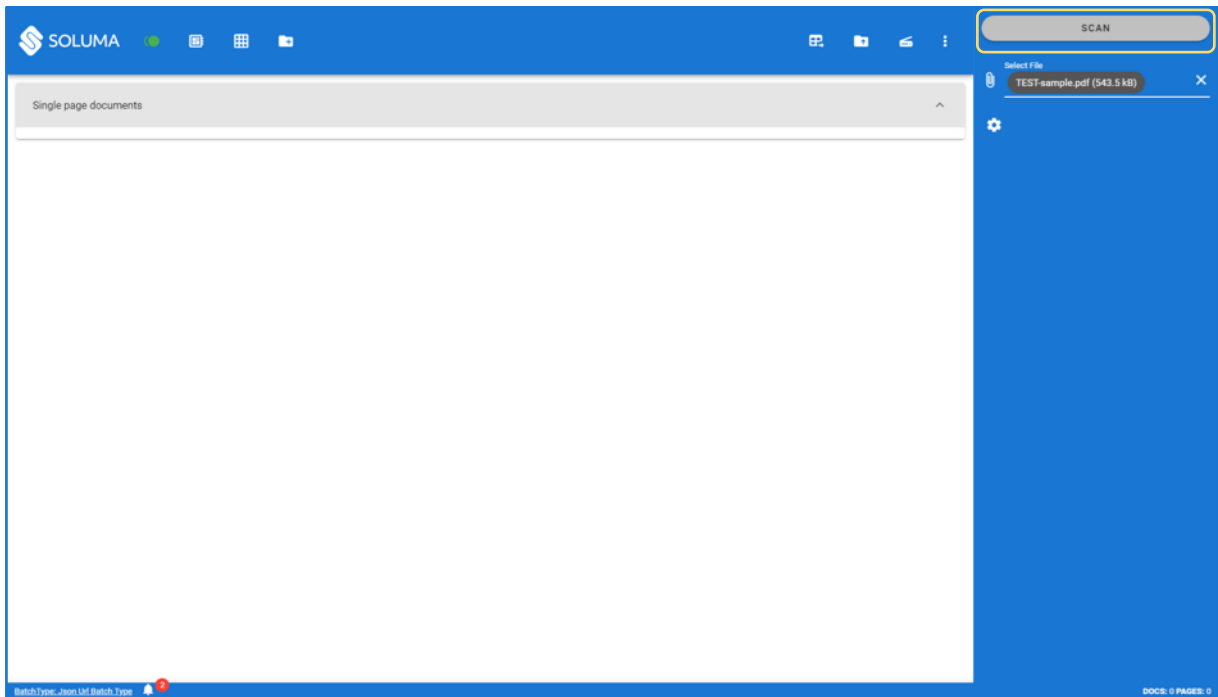 SOLUMA
SCAN
Select File
TEST-sample.pdf (543.5 kB)
Single page documents
BatchType: Json Url Batch Type
2
DOCS: 0 PAGES: 0